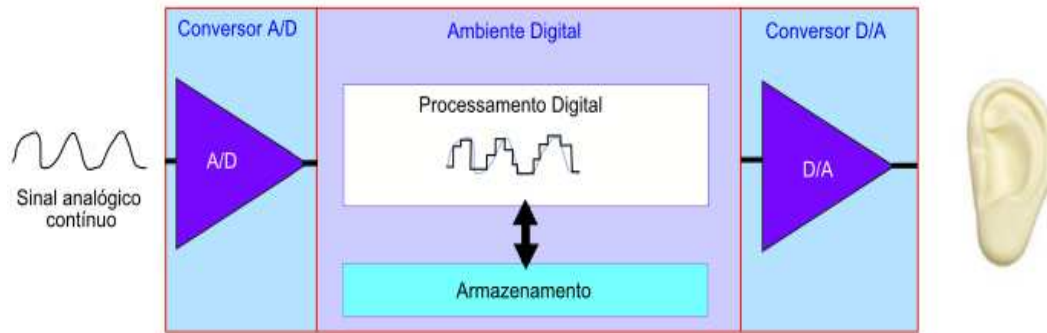 Conversor A/D
Ambiente Digital
Conversor D/A
Processamento Digital
A/D
D/A
Sinal analógico
contínuo
Armazenamento